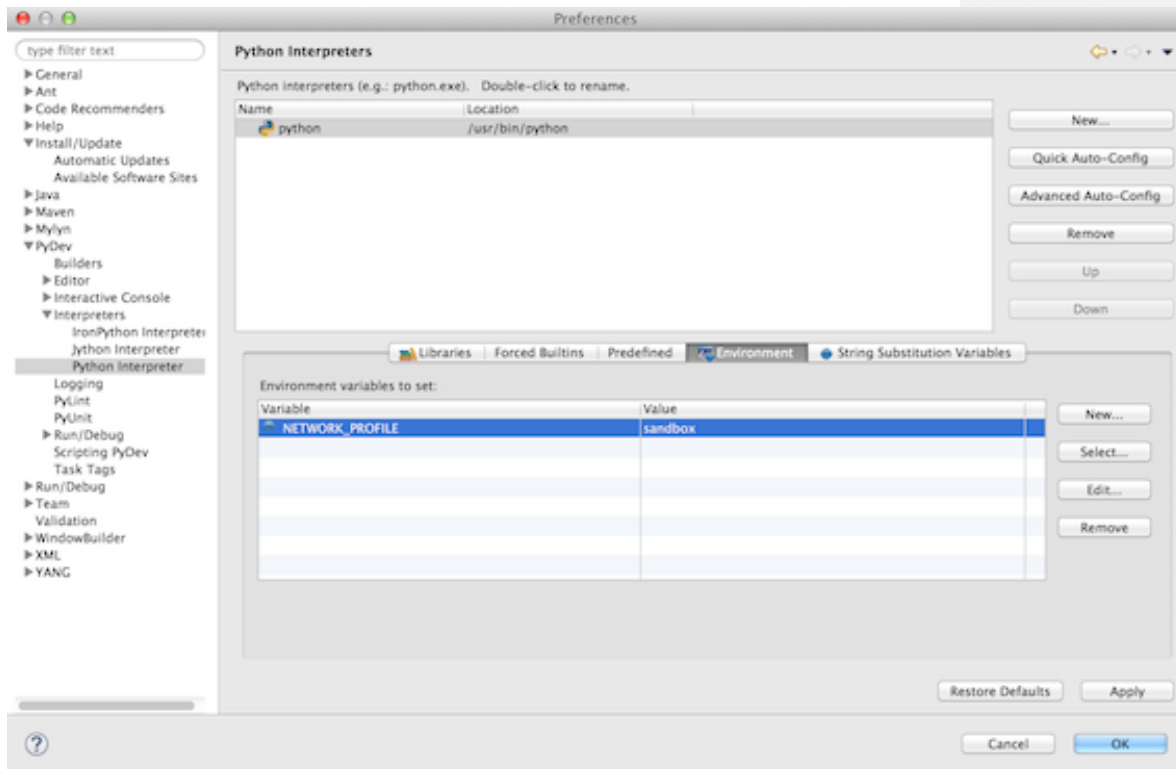 Preferences
type filter text
General
Ant
Code Recommenders
Help
Install/Update
Automatic Updates
Available Software Sites
Java
Maven
Mylyn
PyDev
Builders
Editor
Interactive Console
Interpreters
IronPython Interpreter
Jython Interpreter
Python Interpreter
Logging
PyLint
PyUnit
Run/Debug
Scripting PyDev
Task Tags
Run/Debug
Team
Validation
WindowBuilder
XML
YANG
Python Interpreters
Python interpreters (e.g.: python.exe). Double-click to rename.
Name Location
python /usr/bin/python
New...
Quick Auto-Config
Advanced Auto-Config
Remove
Up
Down
Libraries Forced Builtins Predefined Environment String Substitution Variables
Environment variables to set:
Variable Value
NETWORK_PROFILE sandbox
New...
Select...
Edit...
Remove
Restore Defaults Apply
? Cancel OK